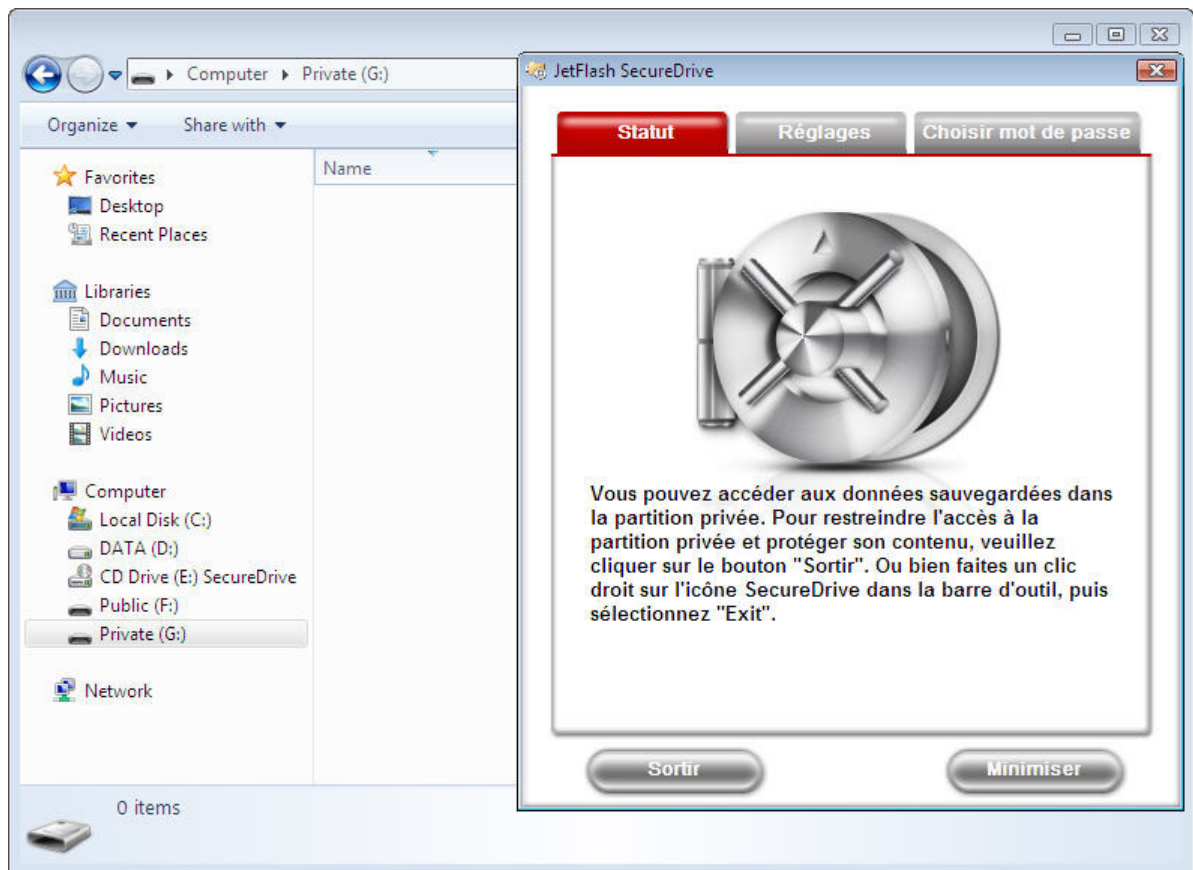 Computer Private (G:)
Organize Share with
Favorites
Desktop
Recent Places
Libraries
Documents
Downloads
Music
Pictures
Videos
Computer
Local Disk (C:)
DATA (D:)
CD Drive (E:) SecureDrive
Public (F:)
Private (G:)
Network
Name
0 items
JetFlash SecureDrive
Statut Réglages Choisir mot de passe
Vous pouvez accéder aux données sauvegardées dans
la partition privée. Pour restreindre l'accès à la
partition privée et protéger son contenu, veuillez
cliquer sur le bouton "Sortir". Ou bien faites un clic
droit sur l'icône SecureDrive dans la barre d'outil, puis
sélectionnez "Exit".
Sortir Minimiser